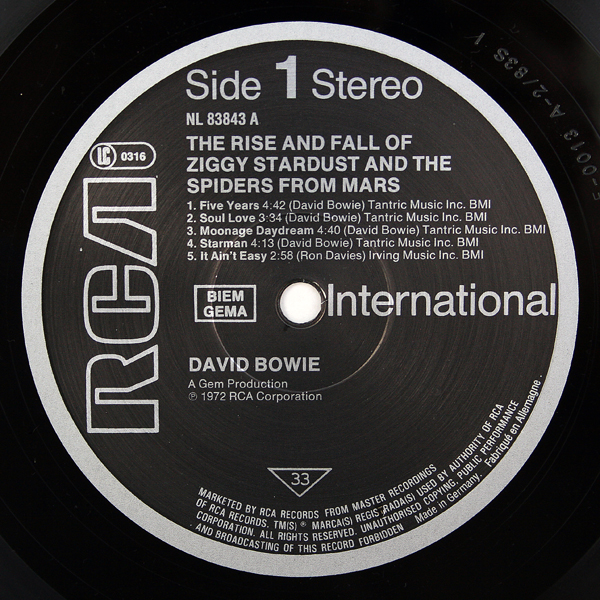 Side 1 Stereo
NL 83843 A
THE RISE AND FALL OF
ZIGGY STARDUST AND THE
SPIDERS FROM MARS
1. Five Years 4:42 (David Bowie) Tantric Music Inc. BMI
2. Soul Love 3:34 (David Bowie) Tantric Music Inc. BMI
3. Moonage Daydream 4:40 (David Bowie) Tantric Music Inc. BMI
4. Starman 4:13 (David Bowie) Tantric Music Inc. BMI
5. It Ain't Easy 2:58 (Ron Davies) Irving Music Inc. BMI
LC 0316
RCA
BIEM
GEMA
International
DAVID BOWIE
A Gem Production
℗ 1972 RCA Corporation
33
MARKETED BY RCA RECORDS FROM MASTER RECORDINGS
OF RCA RECORDS. TM(S) ® MARCA(S) REGISTRADA(S) USED BY AUTHORITY OF RCA
CORPORATION. ALL RIGHTS RESERVED. UNAUTHORISED COPYING, PUBLIC PERFORMANCE
AND BROADCASTING OF THIS RECORD FORBIDDEN Made in Germany. Fabriqué en Allemagne.